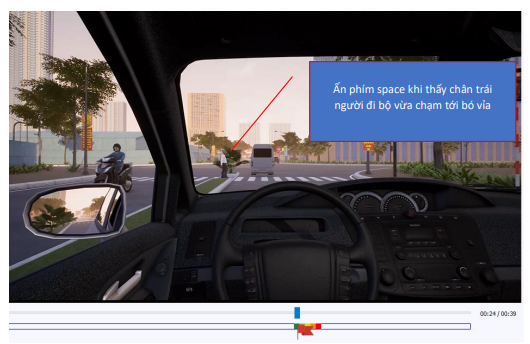 Ấn phím space khi thấy chân trái
người đi bộ vừa chạm tới bó vỉa
00:24 / 00:39